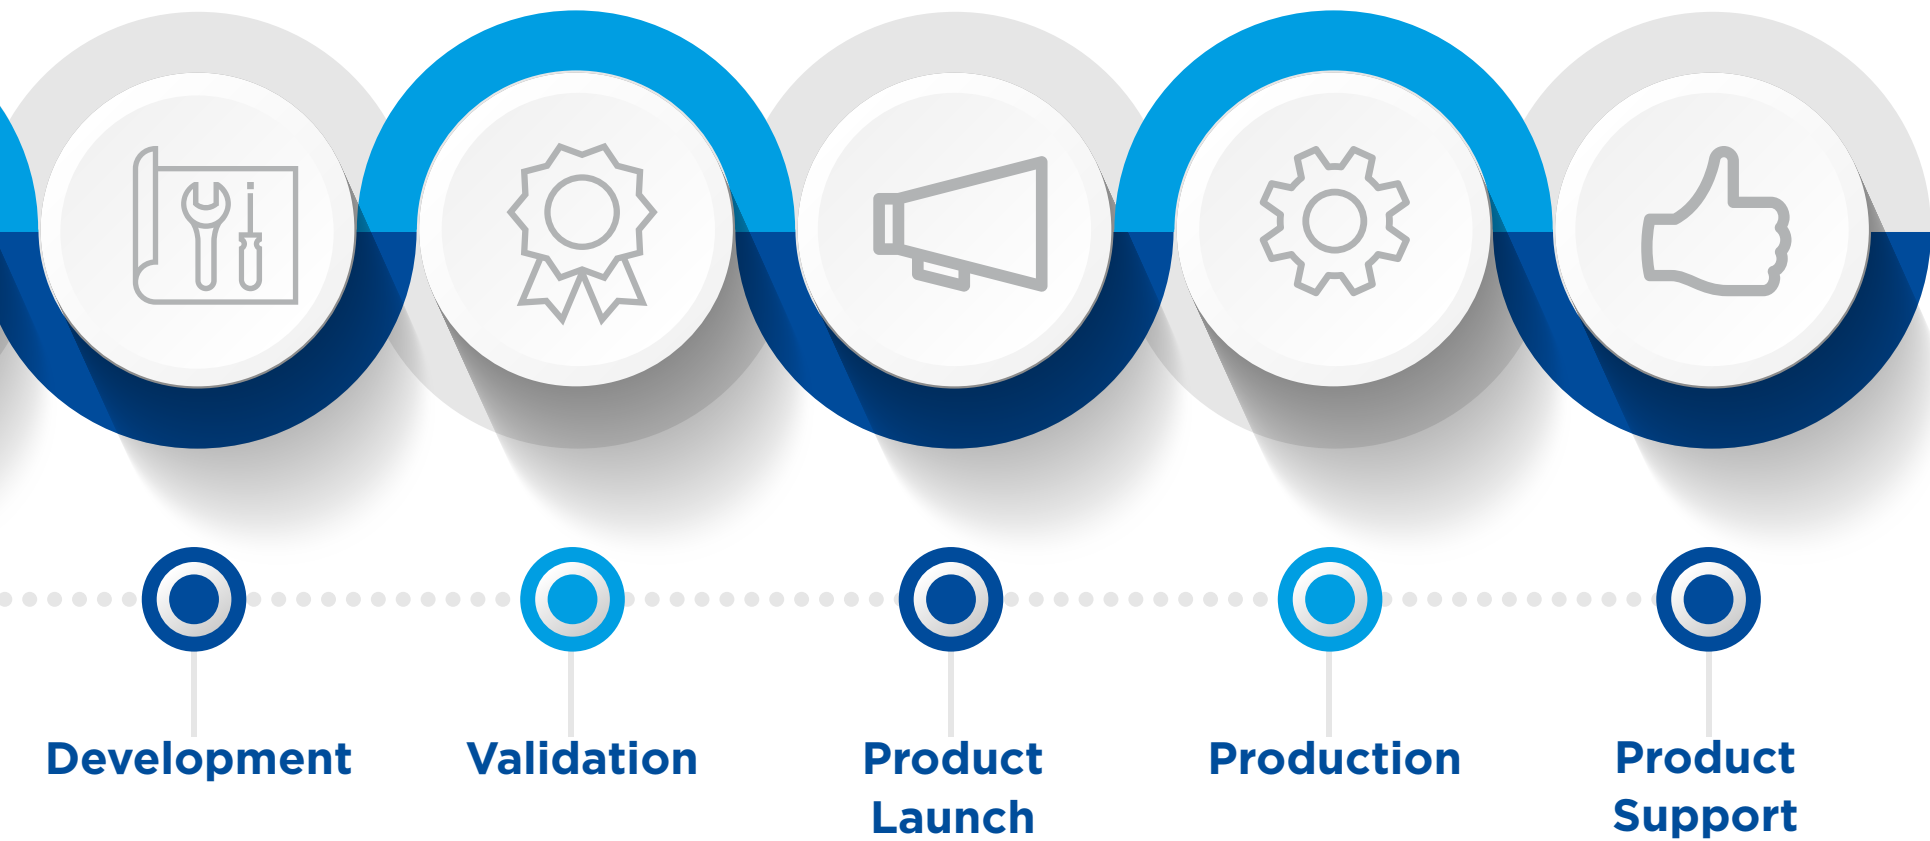 Development
Validation
Product
Launch
Production
Product
Support